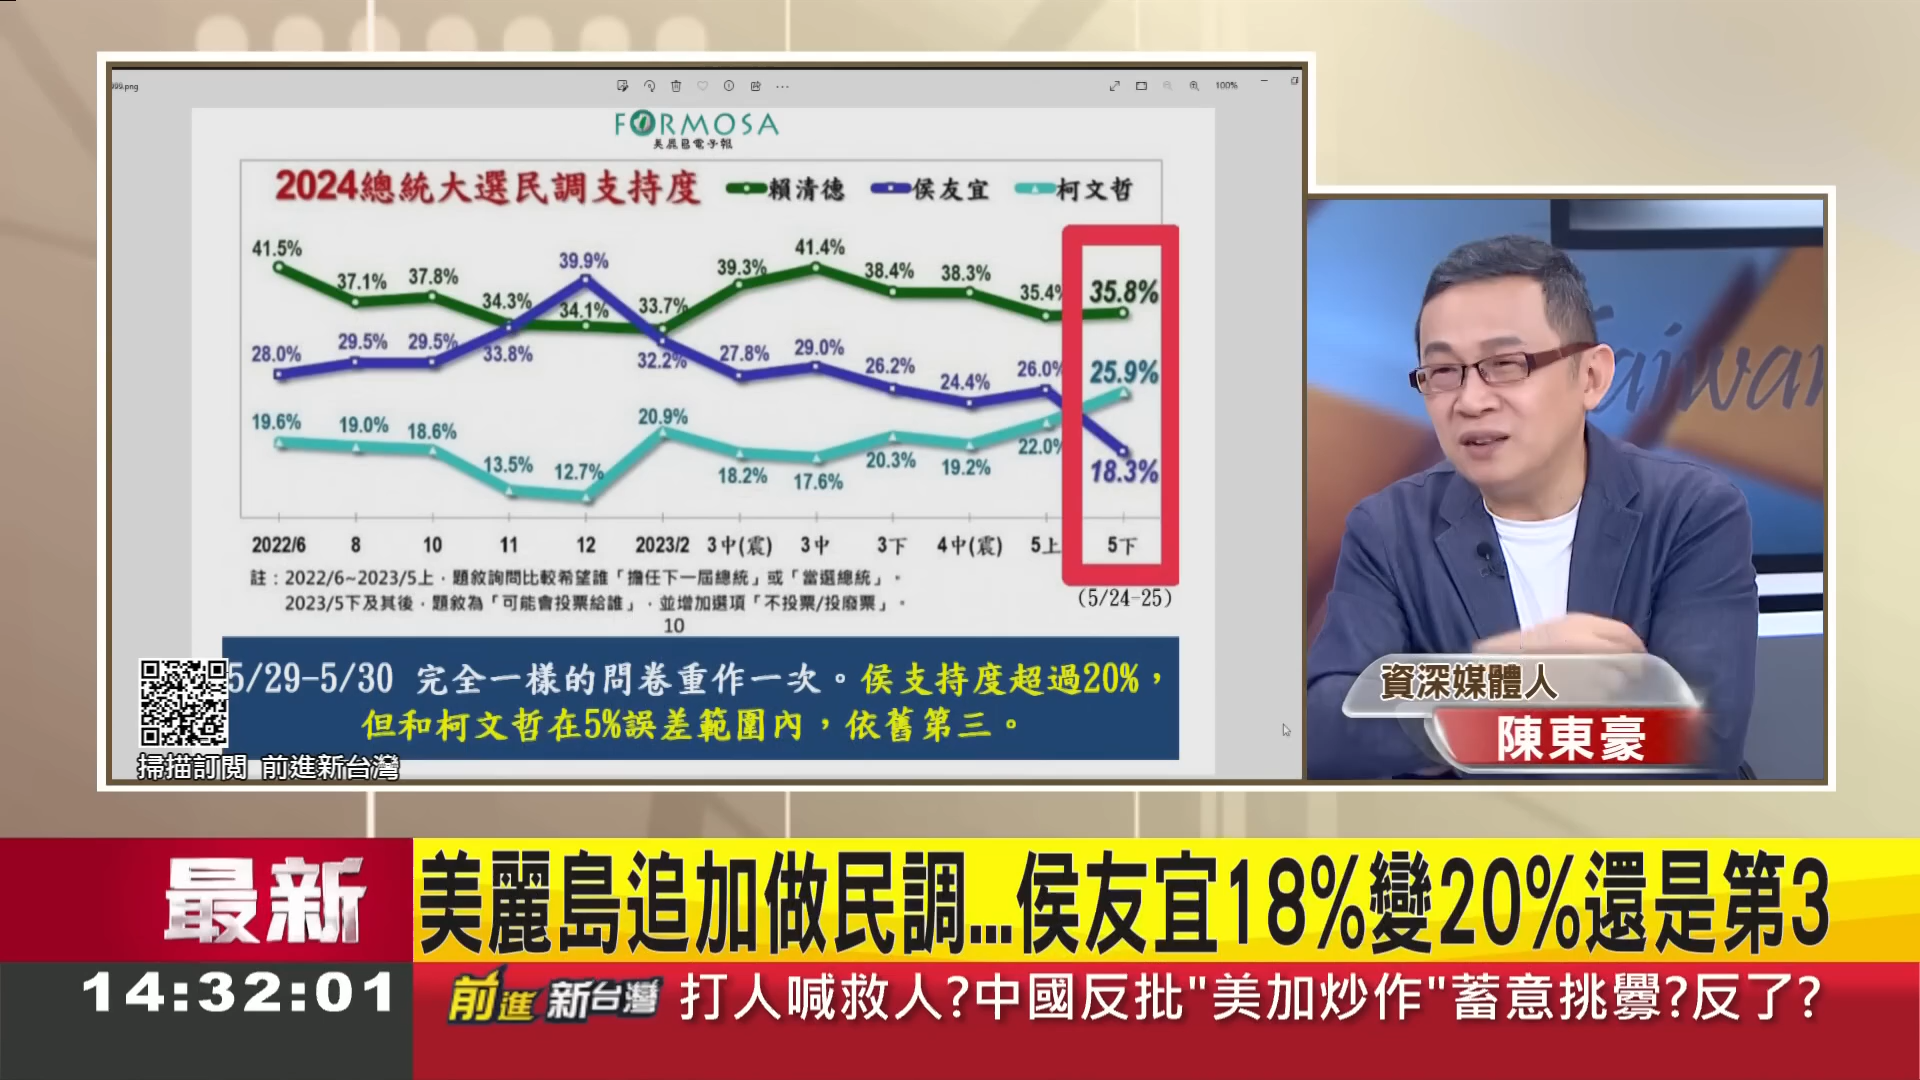 999.png
100%
FORMOSA
美麗島電子報
2024總統大選民調支持度
賴清德 侯友宜 柯文哲
41.5% 37.1% 37.8% 34.3% 34.1% 33.7% 39.3% 41.4% 38.4% 38.3% 35.4% 35.8%
28.0% 29.5% 29.5% 33.8% 39.9% 32.2% 27.8% 29.0% 26.2% 24.4% 26.0% 18.3%
19.6% 19.0% 18.6% 13.5% 12.7% 20.9% 18.2% 17.6% 20.3% 19.2% 22.0% 25.9%
2022/6 8 10 11 12 2023/2 3中(震) 3中 3下 4中(震) 5上 5下
(5/24-25)
註：2022/6~2023/5上，題敘詢問比較希望誰「擔任下一屆總統」或「當選總統」。
2023/5下及其後，題敘為「可能會投票給誰」，並增加選項「不投票/投廢票」。
10
5/29-5/30 完全一樣的問卷重作一次。侯支持度超過20%，
但和柯文哲在5%誤差範圍內，依舊第三。
掃描訂閱 前進新台灣
Taiwan
資深媒體人
陳東豪
最新
美麗島追加做民調...侯友宜18%變20%還是第3
14:32:01
前進新台灣
打人喊救人?中國反批"美加炒作"蓄意挑釁?反了?